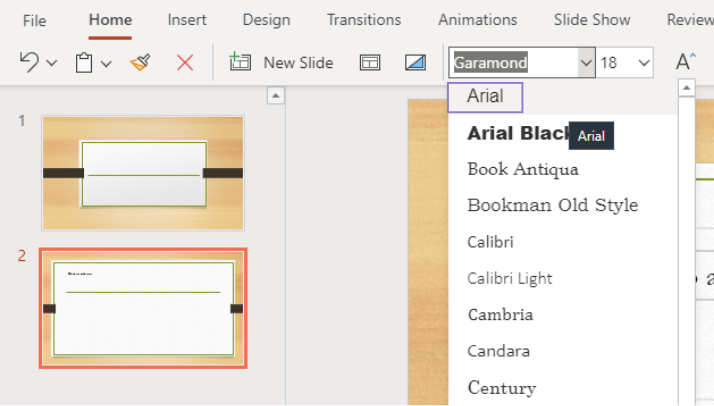 File Home Insert Design Transitions Animations Slide Show Review
New Slide Garamond 18 A^
Arial
Arial Black
Arial
Book Antiqua
Bookman Old Style
Calibri
Calibri Light
Cambria
Candara
Century
1
2